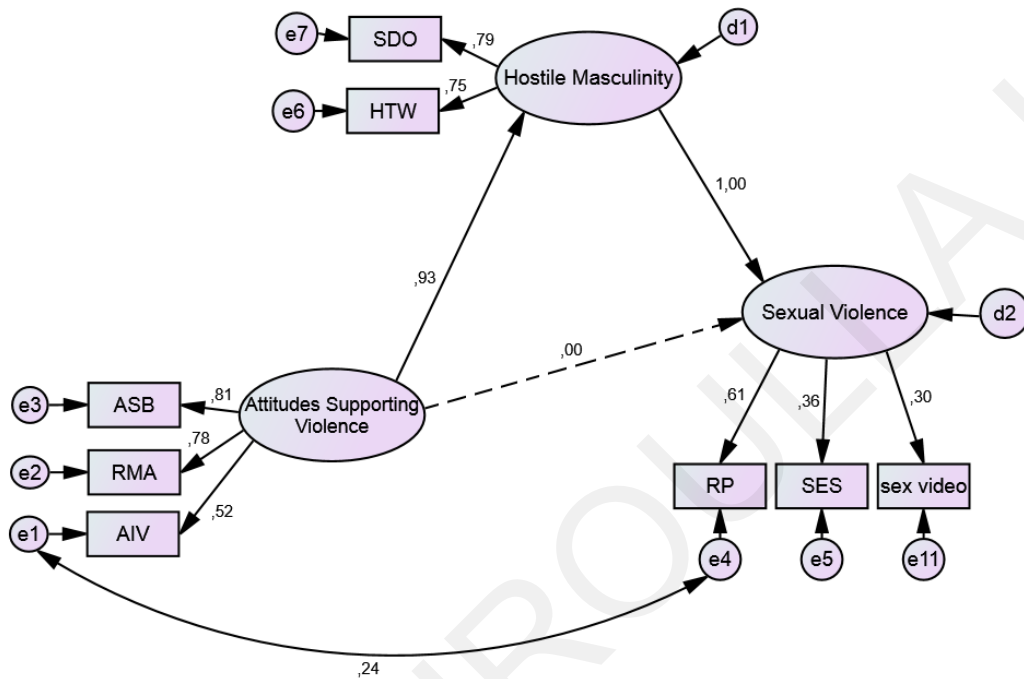 e7
SDO
,79
Hostile Masculinity
d1
e6
HTW
,75
1,00
,93
Sexual Violence
d2
,00
e3
ASB
,81
Attitudes Supporting
Violence
e2
RMA
,78
e1
AIV
,52
,61
,36
,30
RP
SES
sex video
e4
e5
e11
,24